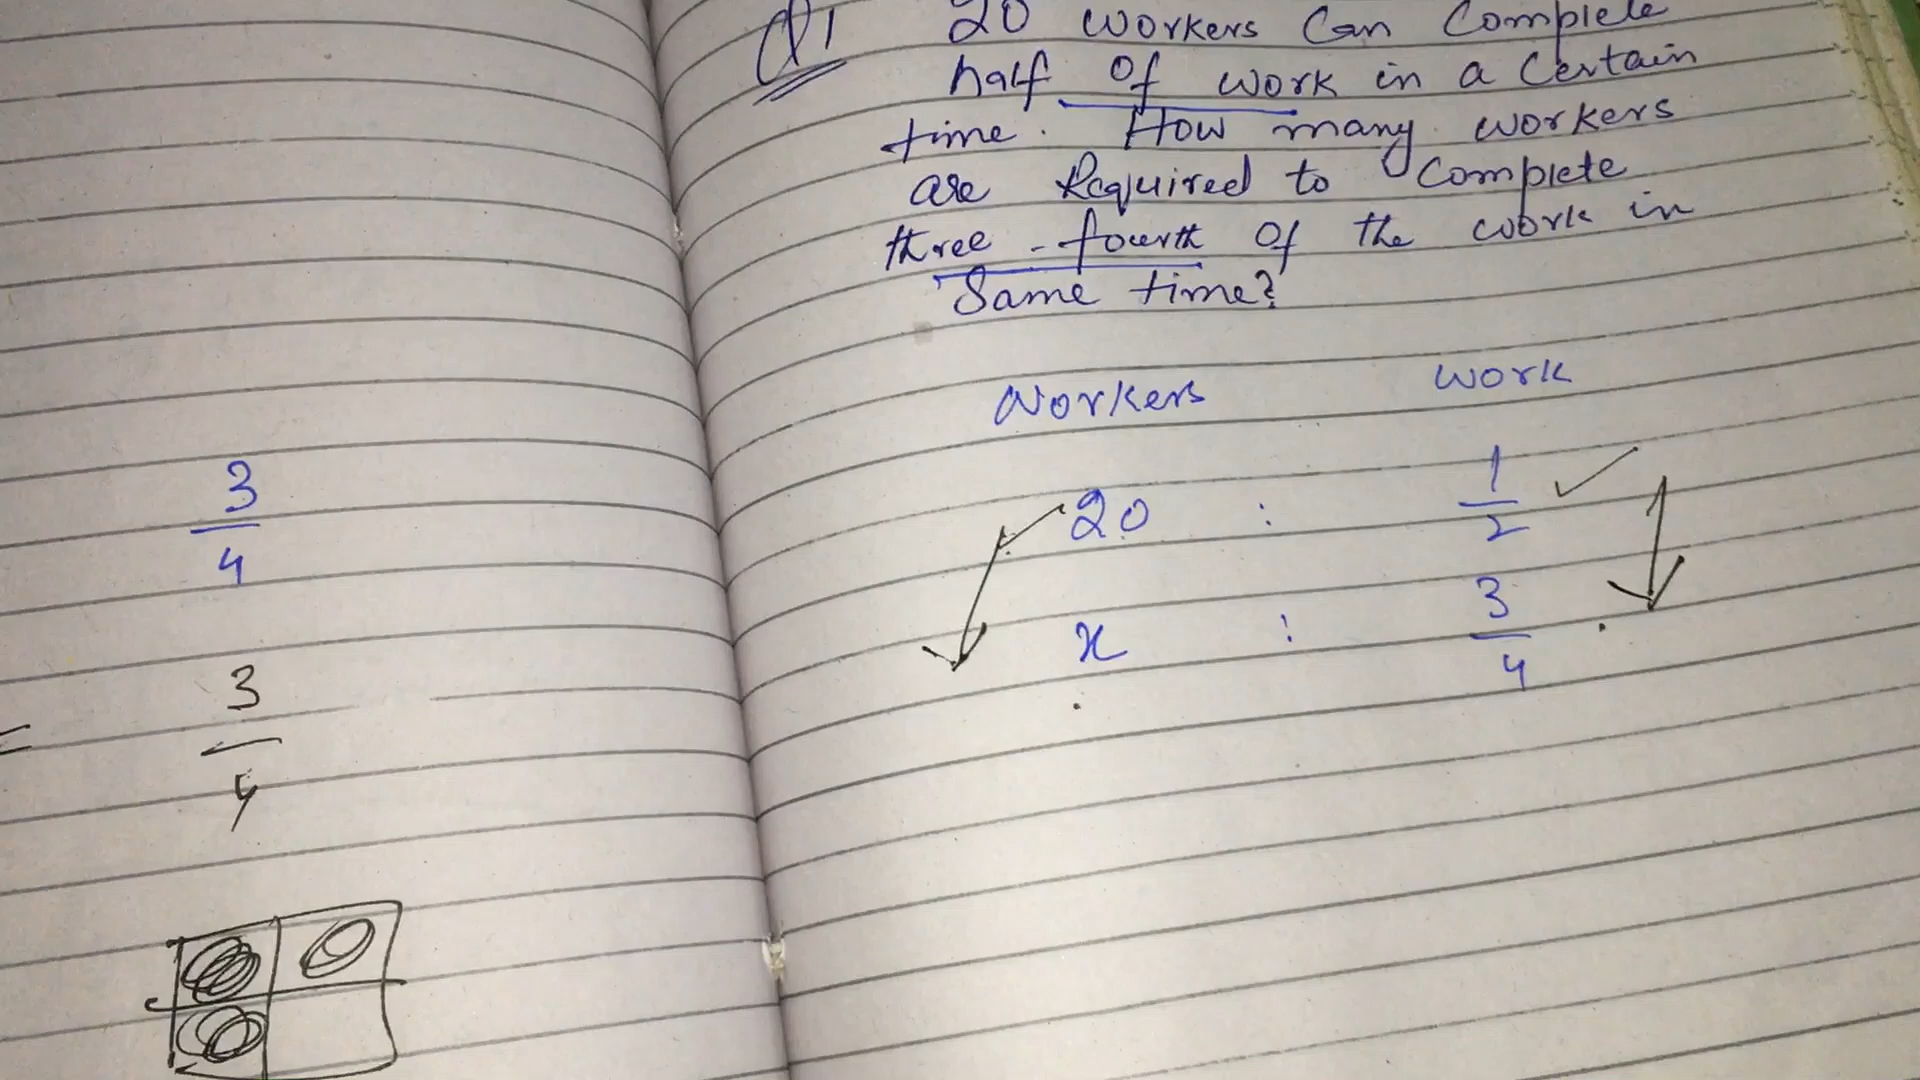 3
4
=
3
4
Q1 20 workers Can Complete
half of work in a Certain
time. How many workers
are Required to Complete
three-fourth of the work in
Same time?
Workers Work
20 : 1/2
x : 3/4